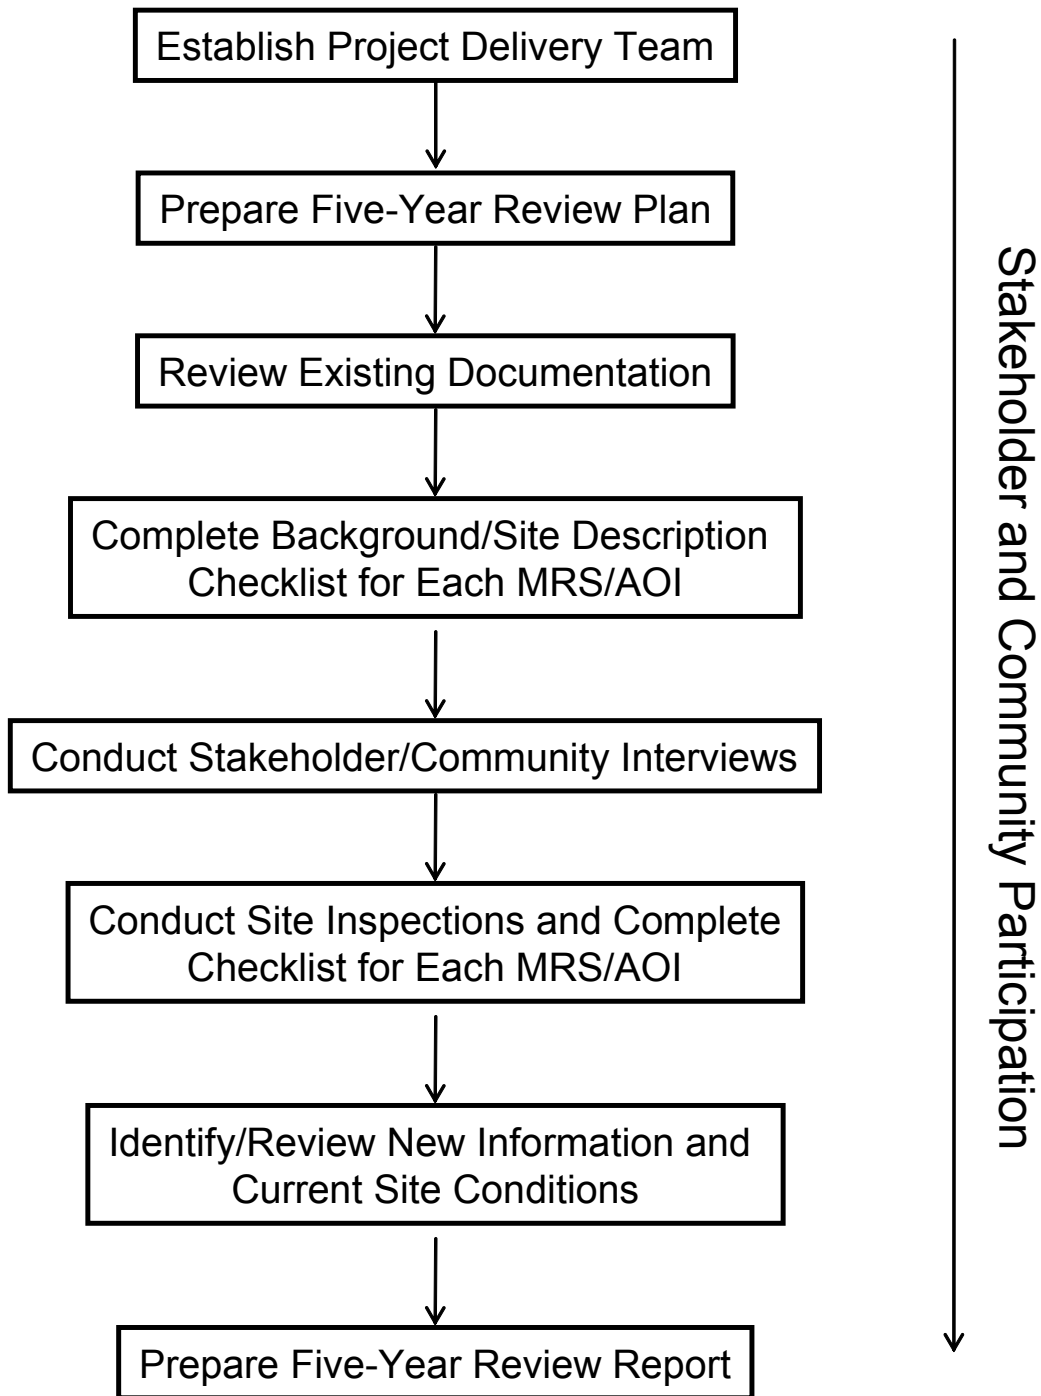 Establish Project Delivery Team
Prepare Five-Year Review Plan
Review Existing Documentation
Complete Background/Site Description
Checklist for Each MRS/AOI
Conduct Stakeholder/Community Interviews
Conduct Site Inspections and Complete
Checklist for Each MRS/AOI
Identify/Review New Information and
Current Site Conditions
Prepare Five-Year Review Report
Stakeholder and Community Participation